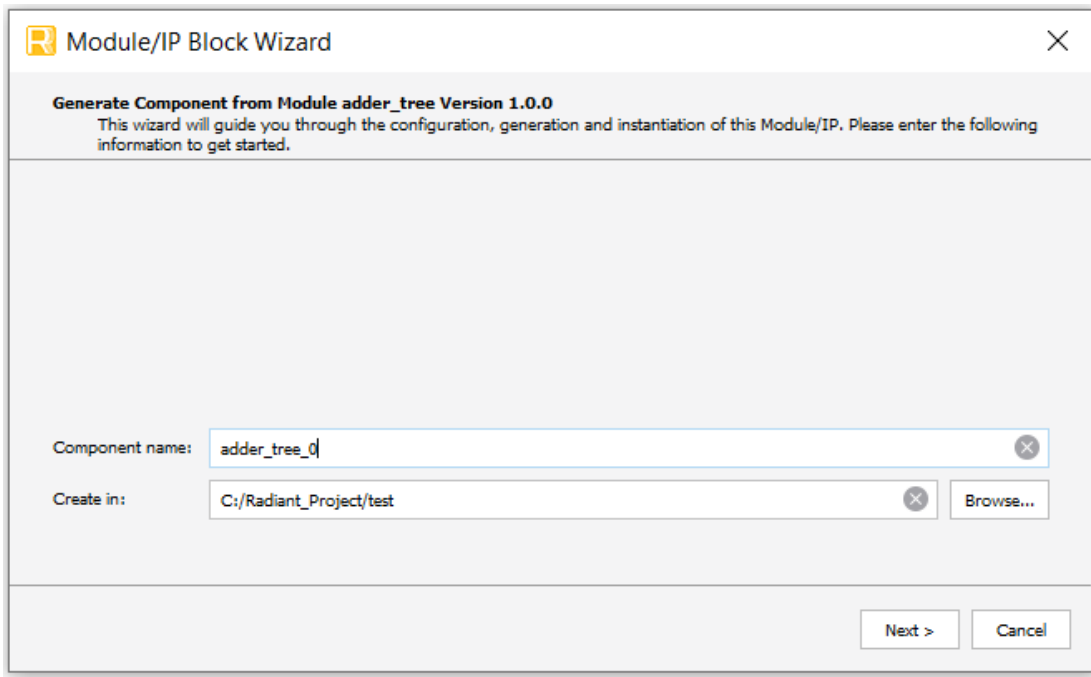 Module/IP Block Wizard
Generate Component from Module adder_tree Version 1.0.0
This wizard will guide you through the configuration, generation and instantiation of this Module/IP. Please enter the following
information to get started.
Component name: adder_tree_0
Create in: C:/Radiant_Project/test Browse...
Next > Cancel